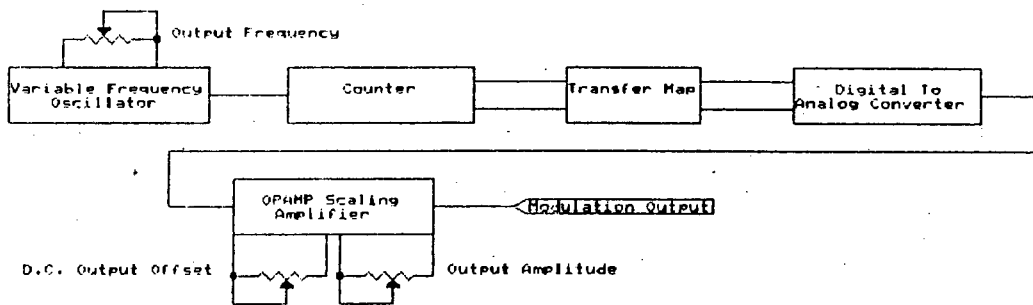 Output Frequency
Variable Frequency
Oscillator
Counter
Transfer Map
Digital To
Analog Converter
OPAMP Scaling
Amplifier
Modulation Output
D.C. Output Offset
Output Amplitude